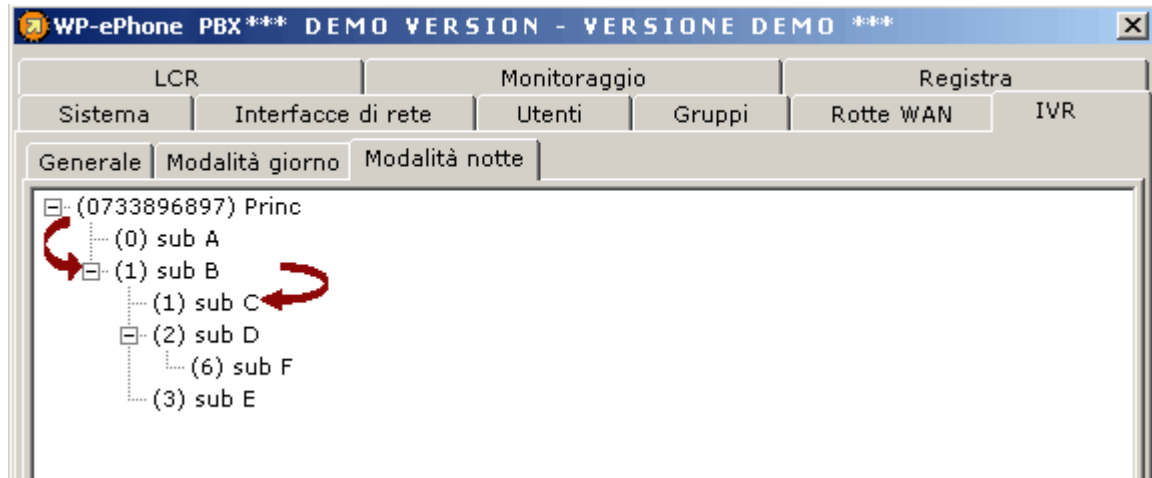 WP-ePhone PBX*** DEMO VERSION - VERSIONE DEMO ***
LCR Monitoraggio Registra
Sistema Interfacce di rete Utenti Gruppi Rotte WAN IVR
Generale Modalità giorno Modalità notte
(0733896897) Princ
(0) sub A
(1) sub B
(1) sub C
(2) sub D
(6) sub F
(3) sub E